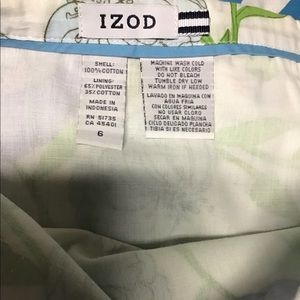 IZOD
SHELL:
100% COTTON
LINING:
65% POLYESTER
35% COTTON
MADE IN
INDONESIA
RN 51735
CA 45401
6
MACHINE WASH COLD
WITH LIKE COLORS
DO NOT BLEACH
TUMBLE DRY LOW
WARM IRON IF NEEDED
LAVADO EN MAQUINA CON
AGUA FRIA
CON COLORES SIMILARES
NO USAR CLORO
SECAR EN MAQUINA
CICLO DELICADO PLANCHA
TIBIA SI ES NECESARIO